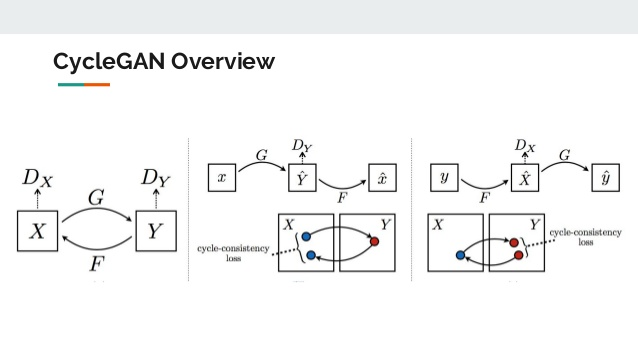 CycleGAN Overview
D_X D_Y
G
X Y
F
D_Y
G
x Ŷ x̂
F
X Y
cycle-consistency
loss
D_X
G
y X̂ ŷ
F
X Y
cycle-consistency
loss